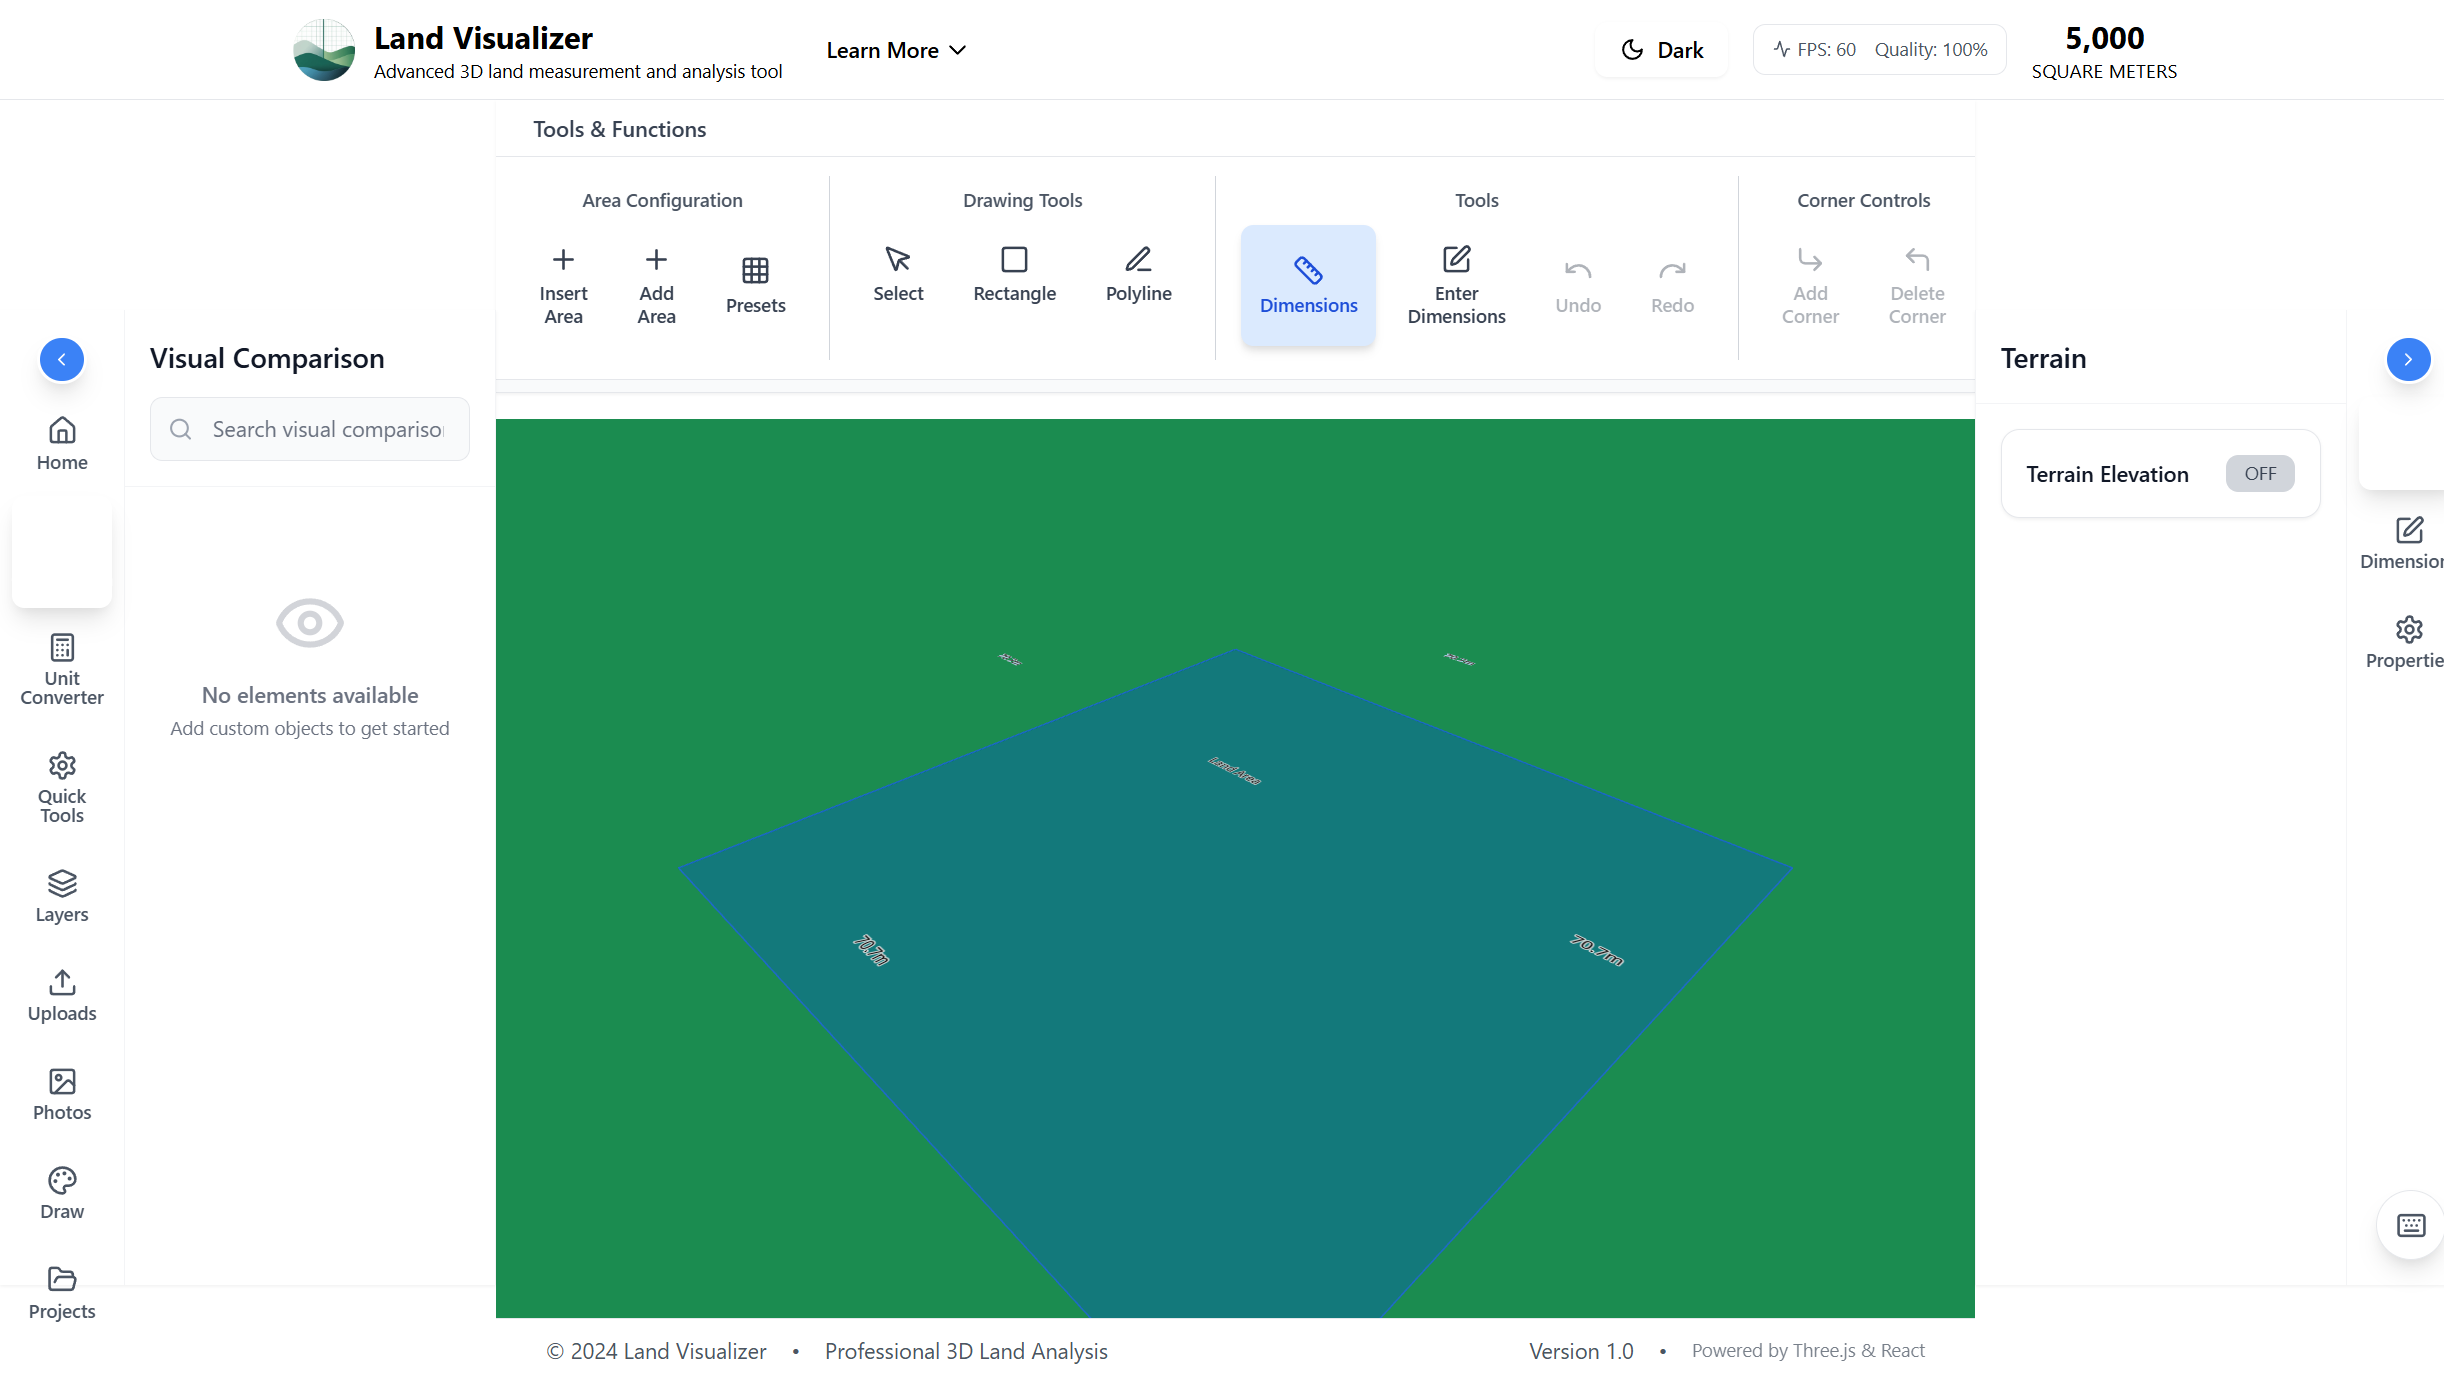 Land Visualizer
Advanced 3D land measurement and analysis tool
Learn More
Dark
FPS: 60 Quality: 100%
5,000
SQUARE METERS
Tools & Functions
Area Configuration
Insert
Area
Add
Area
Presets
Drawing Tools
Select
Rectangle
Polyline
Tools
Dimensions
Enter
Dimensions
Undo
Redo
Corner Controls
Add
Corner
Delete
Corner
Home
Unit
Converter
Quick
Tools
Layers
Uploads
Photos
Draw
Projects
Visual Comparison
Search visual compariso
No elements available
Add custom objects to get started
Land Area
70.7m
70.7m
Terrain
Terrain Elevation
OFF
Dimension
Propertie
© 2024 Land Visualizer • Professional 3D Land Analysis
Version 1.0 • Powered by Three.js & React